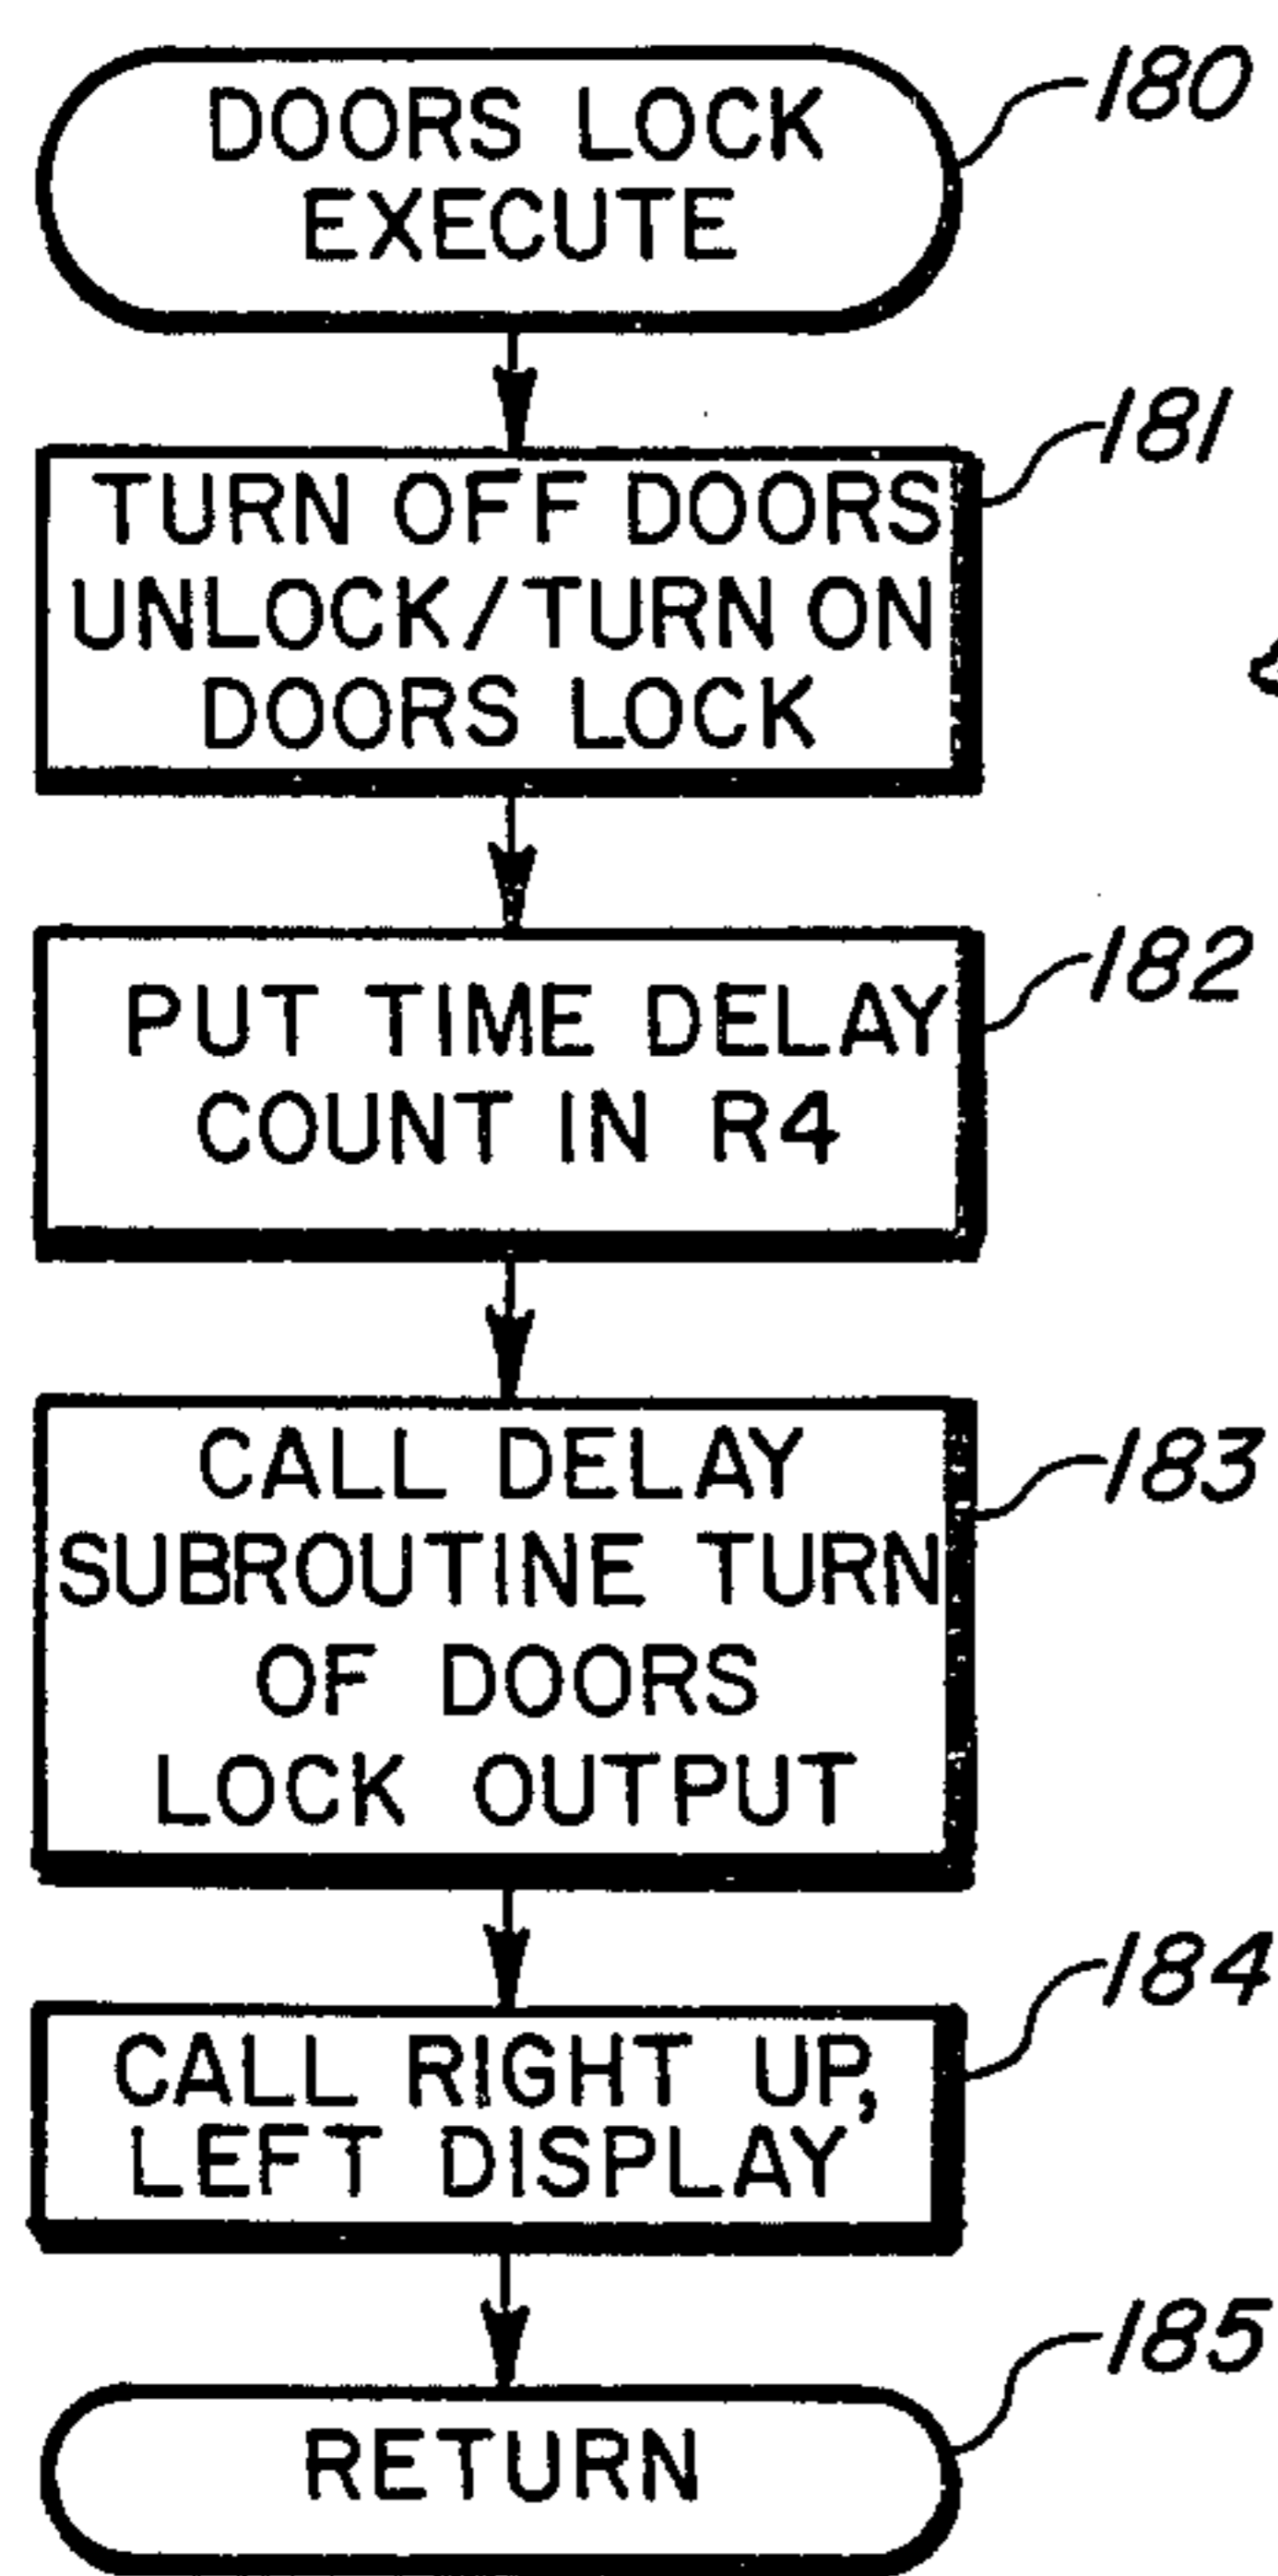 DOORS LOCK
EXECUTE
180
TURN OFF DOORS
UNLOCK/TURN ON
DOORS LOCK
181
PUT TIME DELAY
COUNT IN R4
182
CALL DELAY
SUBROUTINE TURN
OF DOORS
LOCK OUTPUT
183
CALL RIGHT UP,
LEFT DISPLAY
184
RETURN
185